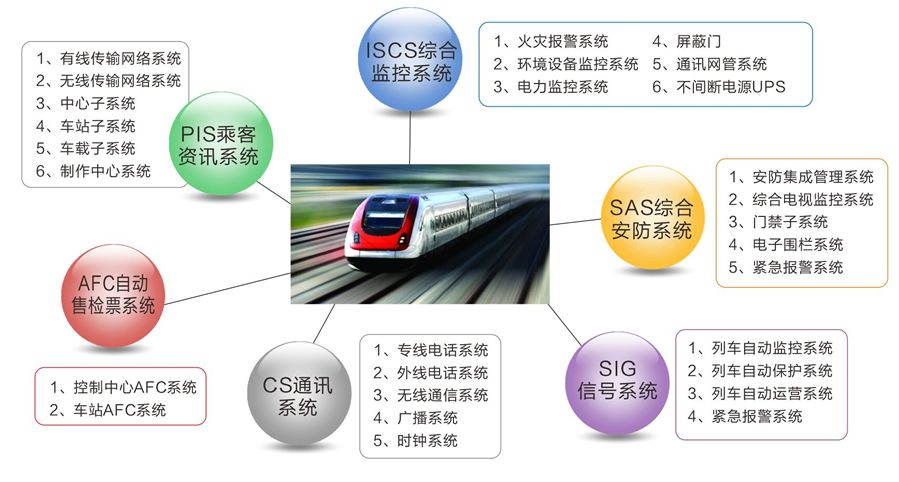 ISCS综合
监控系统
1、火灾报警系统
2、环境设备监控系统
3、电力监控系统
4、屏蔽门
5、通讯网管系统
6、不间断电源UPS
1、有线传输网络系统
2、无线传输网络系统
3、中心子系统
4、车站子系统
5、车载子系统
6、制作中心系统
PIS乘客
资讯系统
SAS综合
安防系统
1、安防集成管理系统
2、综合电视监控系统
3、门禁子系统
4、电子围栏系统
5、紧急报警系统
AFC自动
售检票系统
1、控制中心AFC系统
2、车站AFC系统
CS通讯
系统
1、专线电话系统
2、外线电话系统
3、无线通信系统
4、广播系统
5、时钟系统
SIG
信号系统
1、列车自动监控系统
2、列车自动保护系统
3、列车自动运营系统
4、紧急报警系统